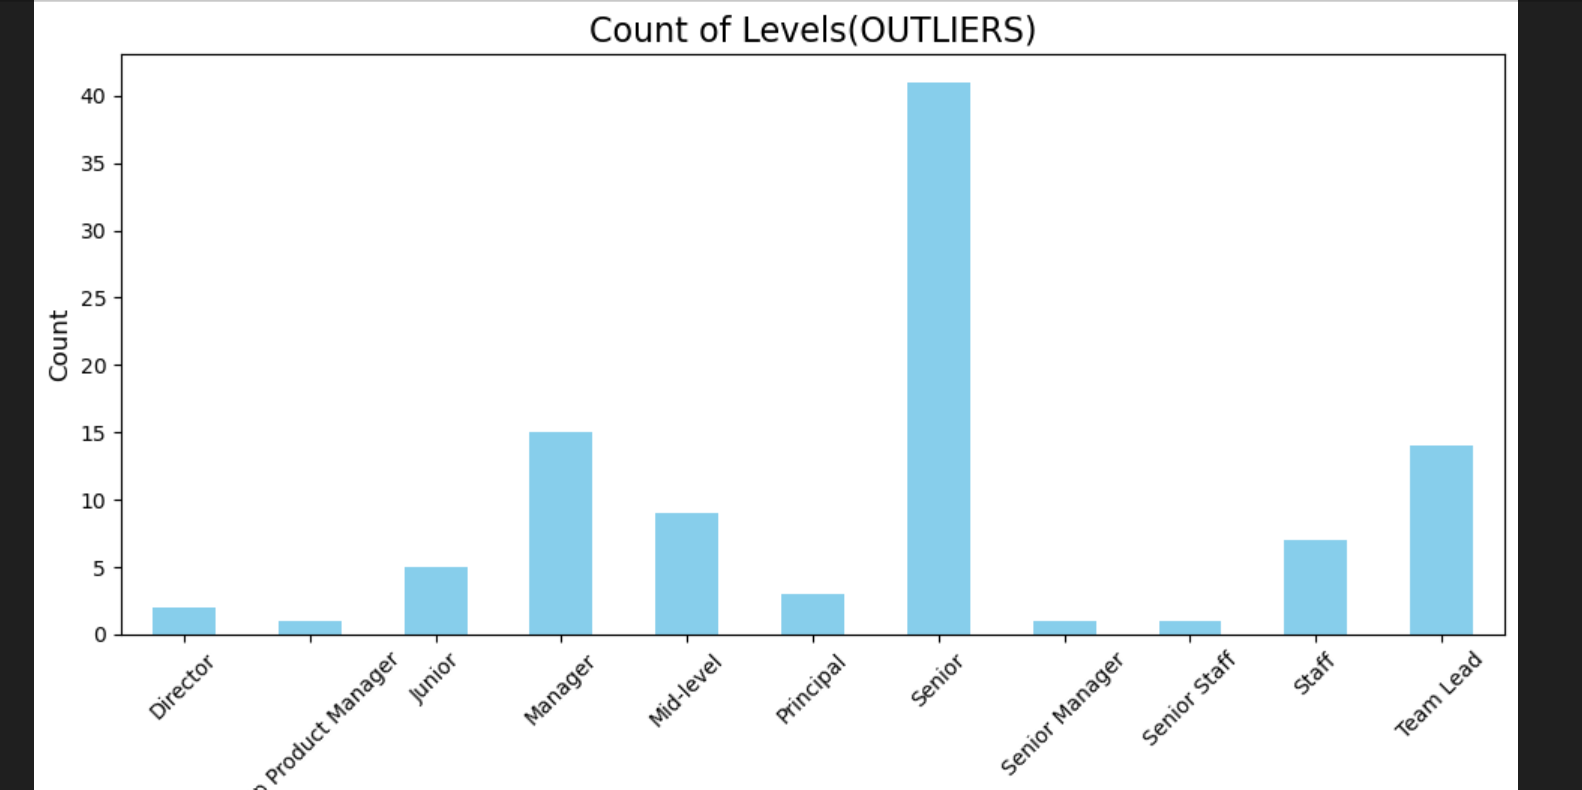 Count of Levels(OUTLIERS)
Count
40
35
30
25
20
15
10
5
0
Director
Product Manager
Junior
Manager
Mid-level
Principal
Senior
Senior Manager
Senior Staff
Staff
Team Lead